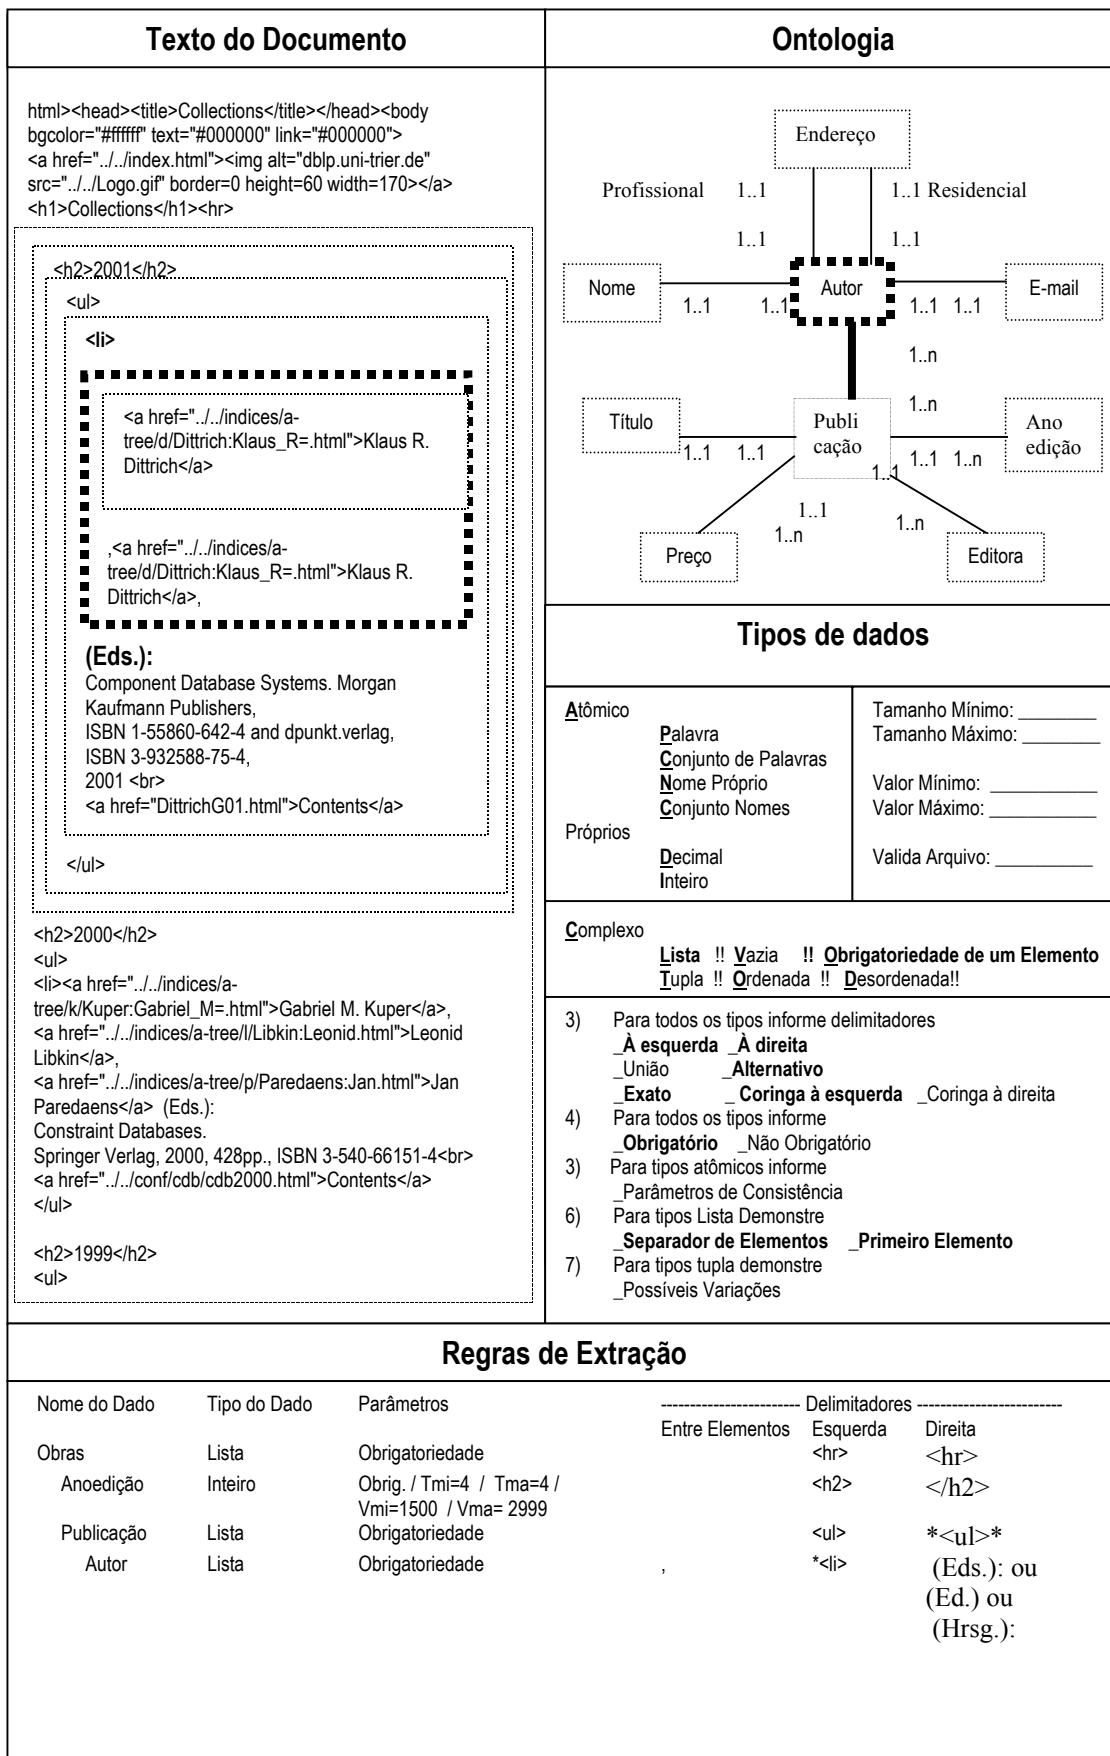 Texto do Documento
html><head><title>Collections</title></head><body
bgcolor="#ffffff" text="#000000" link="#000000">
<a href="../../index.html"><img alt="dblp.uni-trier.de"
src="../../Logo.gif" border=0 height=60 width=170></a>
<h1>Collections</h1><hr>
<h2>2001</h2>
<ul>
<li>
<a href="../../indices/a-
tree/d/Dittrich:Klaus_R=.html">Klaus R.
Dittrich</a>
,<a href="../../indices/a-
tree/d/Dittrich:Klaus_R=.html">Klaus R.
Dittrich</a>,
(Eds.):
Component Database Systems. Morgan
Kaufmann Publishers,
ISBN 1-55860-642-4 and dpunkt.verlag,
ISBN 3-932588-75-4,
2001 <br>
<a href="DittrichG01.html">Contents</a>
</ul>
<h2>2000</h2>
<ul>
<li><a href="../../indices/a-
tree/k/Kuper:Gabriel_M=.html">Gabriel M. Kuper</a>,
<a href="../../indices/a-tree/l/Libkin:Leonid.html">Leonid
Libkin</a>,
<a href="../../indices/a-tree/p/Paredaens:Jan.html">Jan
Paredaens</a>  (Eds.):
Constraint Databases.
Springer Verlag, 2000, 428pp., ISBN 3-540-66151-4<br>
<a href="../../conf/cdb/cdb2000.html">Contents</a>
</ul>
<h2>1999</h2>
<ul>
Ontologia
Endereço
Profissional 1..1 1..1 Residencial
1..1 1..1
Nome Autor E-mail
1..1 1..1 1..1 1..1
1..n
1..n
Título Publi Ano
cação edição
1..1 1..1 1..1 1..1 1..n
1..1
1..n 1..n
Preço Editora
Tipos de dados
Atômico
Palavra
Conjunto de Palavras
Nome Próprio
Conjunto Nomes
Próprios
Decimal
Inteiro
Tamanho Mínimo: ________
Tamanho Máximo: ________
Valor Mínimo: ___________
Valor Máximo: ___________
Valida Arquivo: __________
Complexo
Lista !! Vazia !! Obrigatoriedade de um Elemento
Tupla !! Ordenada !! Desordenada!!
3) Para todos os tipos informe delimitadores
_À esquerda _À direita
_União _Alternativo
_Exato _ Coringa à esquerda _Coringa à direita
4) Para todos os tipos informe
_Obrigatório _Não Obrigatório
3) Para tipos atômicos informe
_Parâmetros de Consistência
6) Para tipos Lista Demonstre
_Separador de Elementos _Primeiro Elemento
7) Para tipos tupla demonstre
_Possíveis Variações
Regras de Extração
Nome do Dado Tipo do Dado Parâmetros ------------------------ Delimitadores -------------------------
Entre Elementos Esquerda Direita
Obras Lista Obrigatoriedade <hr> <hr>
Anoedição Inteiro Obrig. / Tmi=4 / Tma=4 / <h2> </h2>
Vmi=1500 / Vma= 2999
Publicação Lista Obrigatoriedade <ul> *<ul>*
Autor Lista Obrigatoriedade , *<li> (Eds.): ou
(Ed.) ou
(Hrsg.):